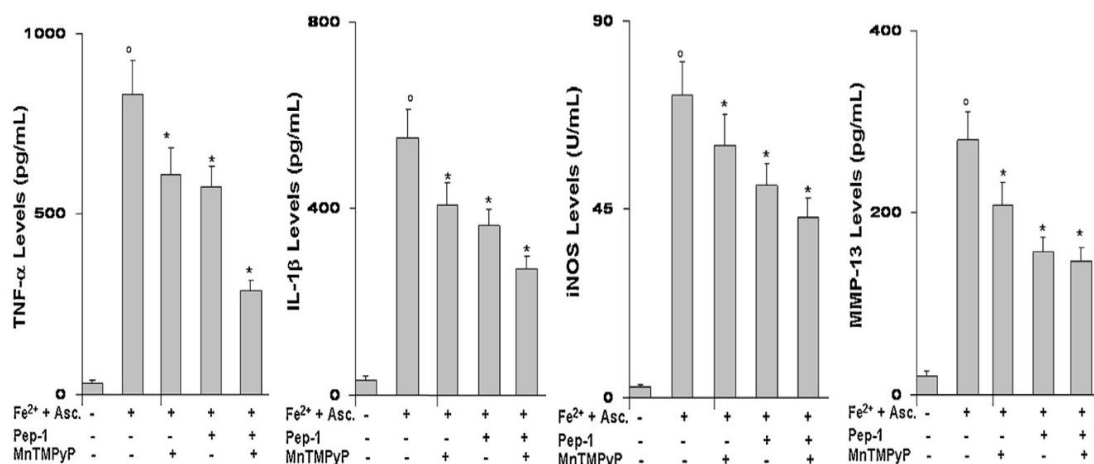 TNF-α Levels (pg/mL)
1000
500
0
o
*
*
*
Fe²⁺ + Asc. - + + + +
Pep-1 - - - + +
MnTMPyP - - + - +
IL-1β Levels (pg/mL)
800
400
0
o
*
*
*
Fe²⁺ + Asc. - + + + +
Pep-1 - - - + +
MnTMPyP - - + - +
iNOS Levels (U/mL)
90
45
0
o
*
*
*
Fe²⁺ + Asc. - + + + +
Pep-1 - - - + +
MnTMPyP - - + - +
MMP-13 Levels (pg/mL)
400
200
0
o
*
*
*
Fe²⁺ + Asc. - + + + +
Pep-1 - - - + +
MnTMPyP - - + - +